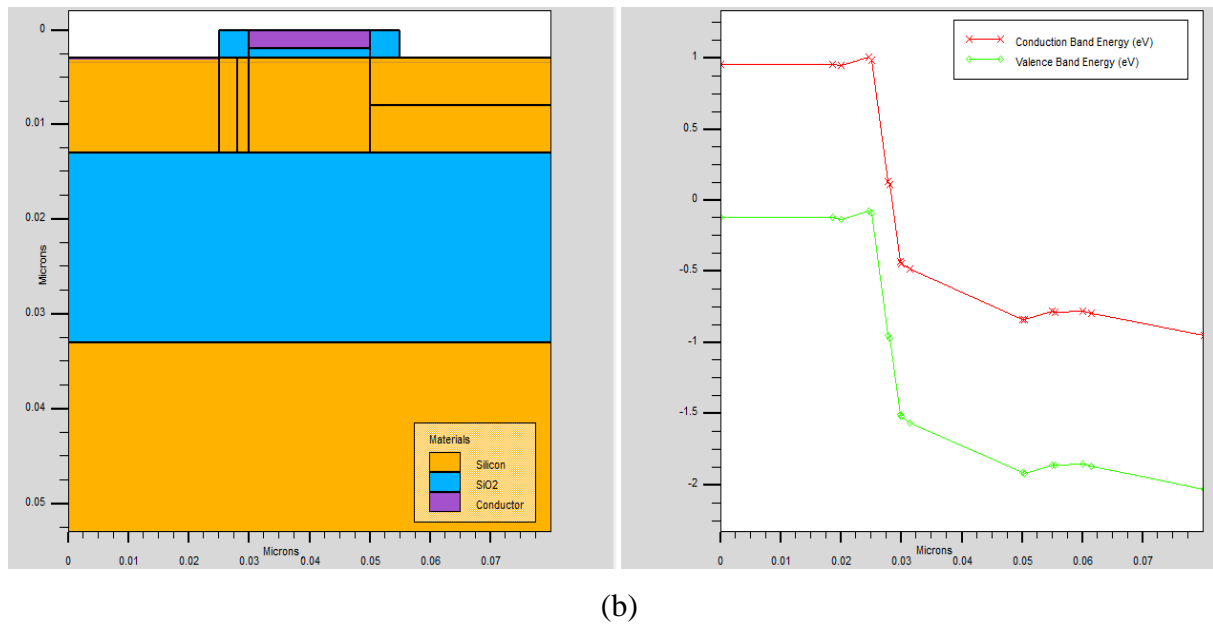 0
0.01
0.02
0.03
0.04
0.05
Microns
Materials
Silicon
SiO2
Conductor
0 0.01 0.02 0.03 0.04 0.05 0.06 0.07
Microns
Conduction Band Energy (eV)
Valence Band Energy (eV)
1
0.5
0
-0.5
-1
-1.5
-2
0 0.01 0.02 0.03 0.04 0.05 0.06 0.07
Microns
(b)